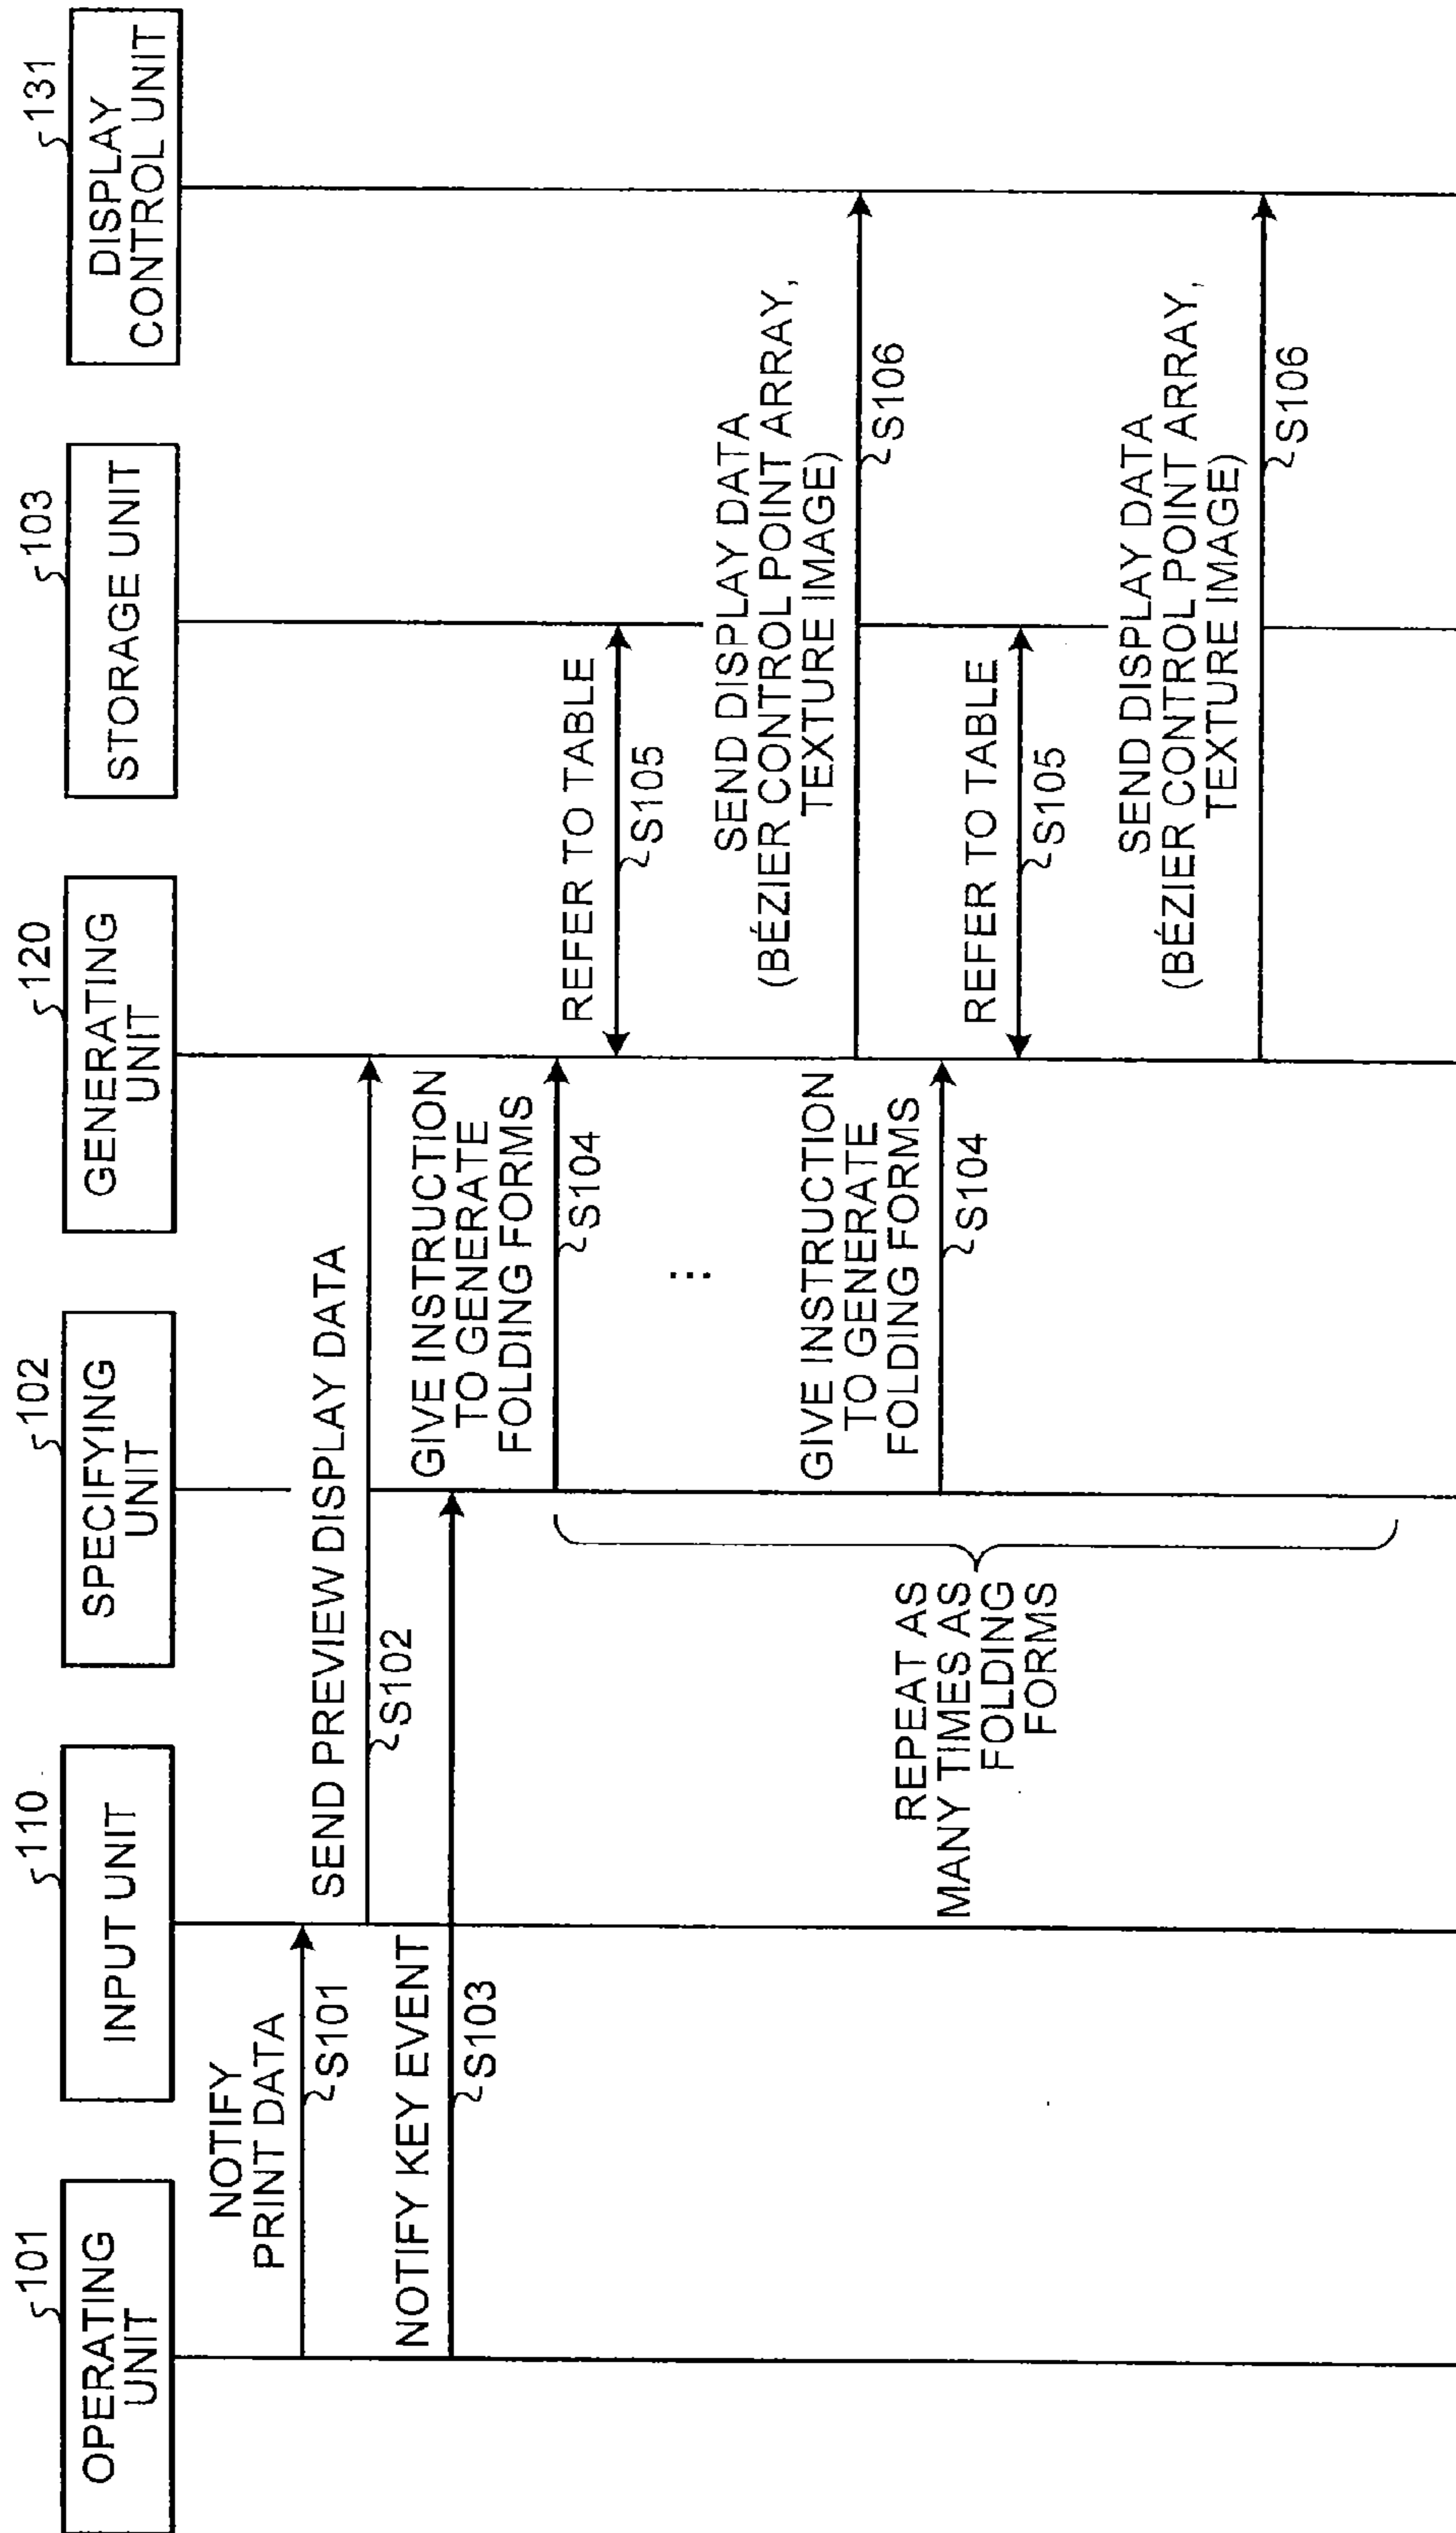 101
OPERATING
UNIT
110
INPUT UNIT
102
SPECIFYING
UNIT
120
GENERATING
UNIT
103
STORAGE UNIT
131
DISPLAY
CONTROL UNIT
NOTIFY
PRINT DATA
S101
SEND PREVIEW DISPLAY DATA
S102
NOTIFY KEY EVENT
S103
GIVE INSTRUCTION
TO GENERATE
FOLDING FORMS
S104
REFER TO TABLE
S105
SEND DISPLAY DATA
(BÉZIER CONTROL POINT ARRAY,
TEXTURE IMAGE)
S106
...
REPEAT AS
MANY TIMES AS
FOLDING
FORMS
GIVE INSTRUCTION
TO GENERATE
FOLDING FORMS
S104
REFER TO TABLE
S105
SEND DISPLAY DATA
(BÉZIER CONTROL POINT ARRAY,
TEXTURE IMAGE)
S106